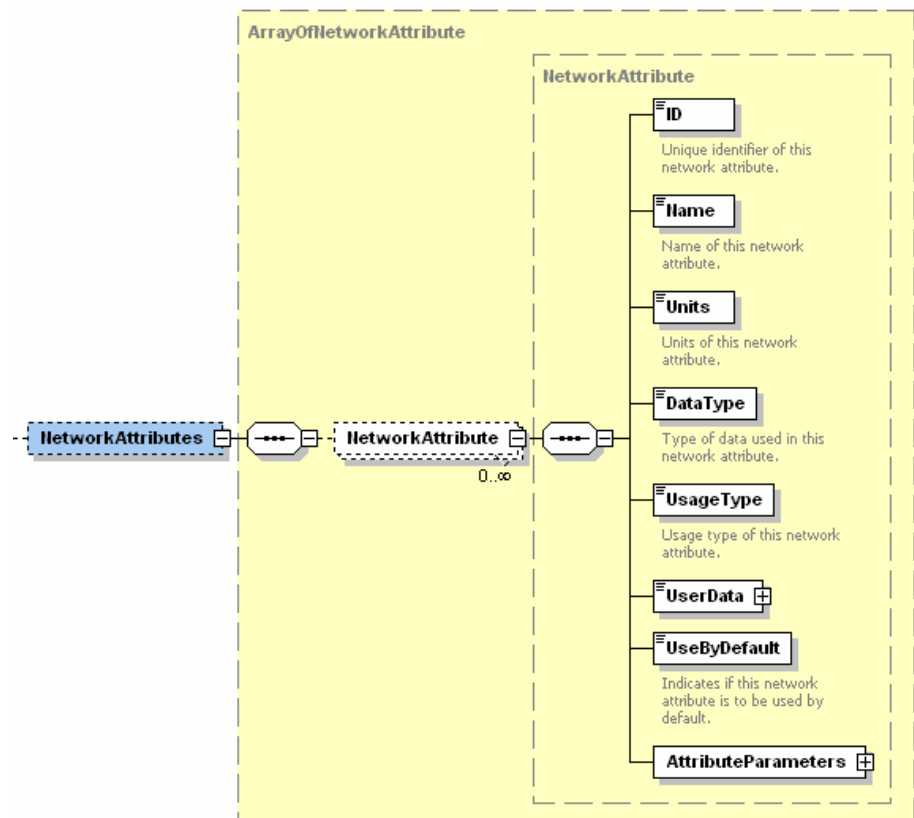 ArrayOfNetworkAttribute
NetworkAttribute
ID
Unique identifier of this
network attribute.
Name
Name of this network
attribute.
Units
Units of this network
attribute.
DataType
Type of data used in this
network attribute.
NetworkAttributes
NetworkAttribute
0..∞
UsageType
Usage type of this network
attribute.
UserData
UseByDefault
Indicates if this network
attribute is to be used by
default.
AttributeParameters